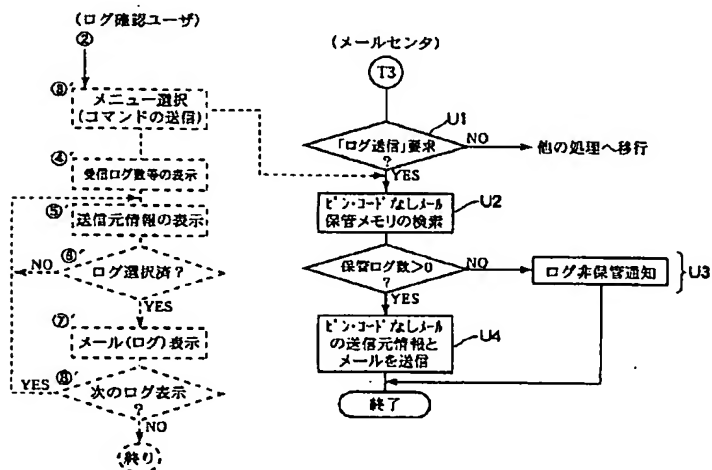 (ログ確認ユーザ)
②
③´
メニュー選択
(コマンドの送信)
④´
受信ログ数等の表示
⑤´
送信元情報の表示
⑥´
NO
ログ選択済?
YES
⑦´
メール(ログ)表示
⑧´
YES
次のログ表示
?
NO
終り
(メールセンタ)
T3
U1
「ログ送信」要求
?
NO
他の処理へ移行
YES
ピン・コードなしメール
保管メモリの検索
U2
保管ログ数>0
?
NO
ログ非保管通知
U3
YES
ピン・コードなしメール
の送信元情報と
メールを送信
U4
終了